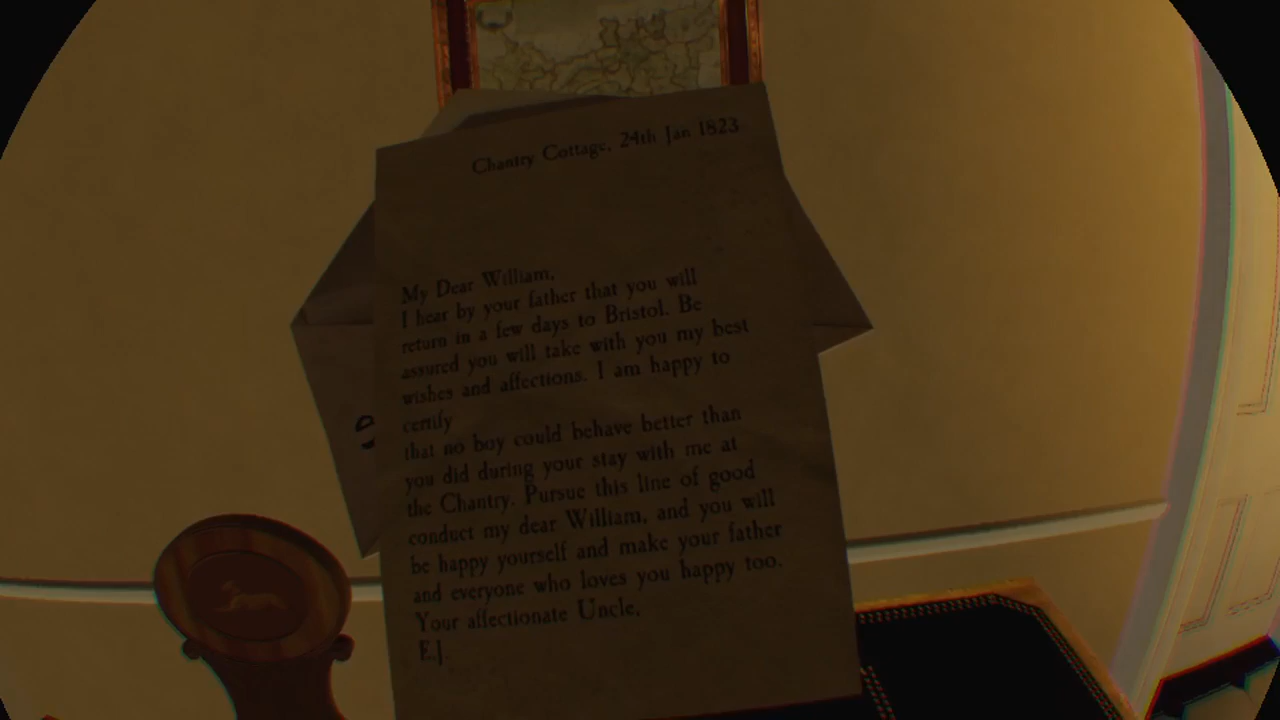 Chantry Cottage, 24th Jan 1823
My Dear William,
I hear by your father that you will
return in a few days to Bristol. Be
assured you will take with you my best
wishes and affections. I am happy to
certify
that no boy could behave better than
you did during your stay with me at
the Chantry. Pursue this line of good
conduct my dear William, and you will
be happy yourself and make your father
and everyone who loves you happy too.
Your affectionate Uncle,
E.J.